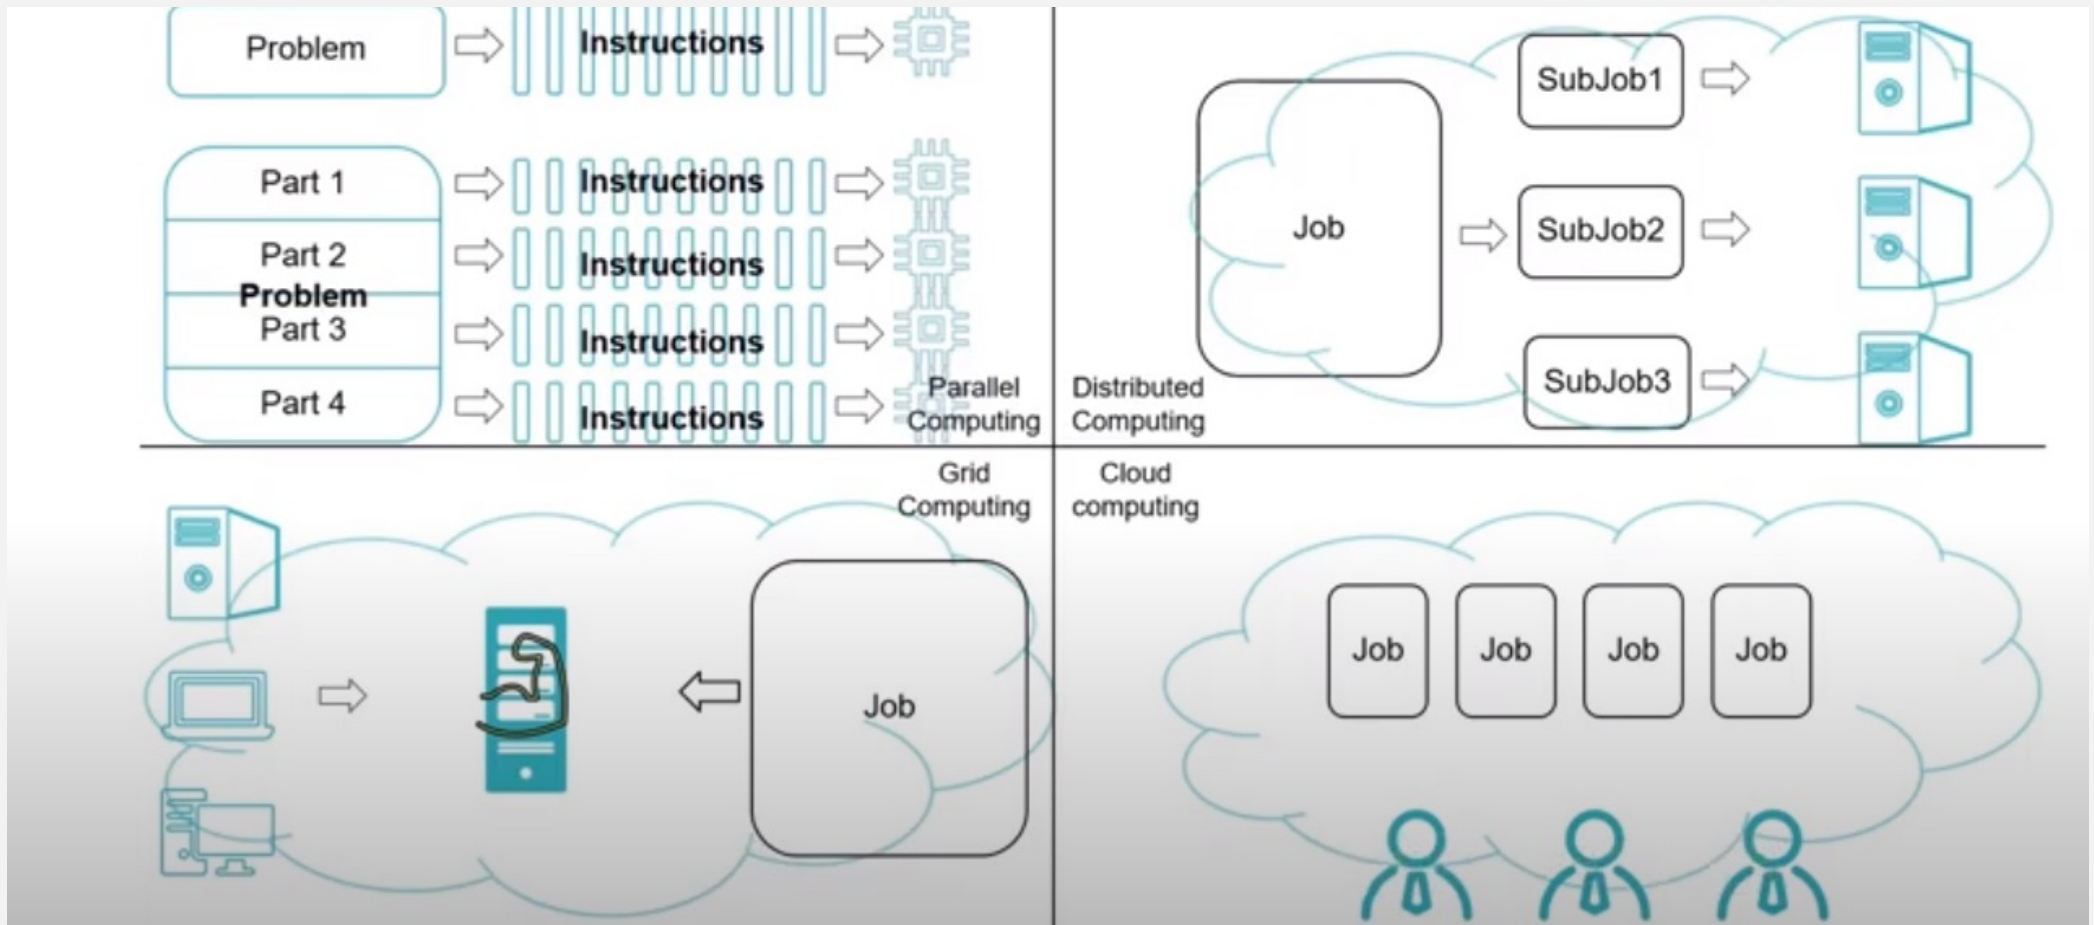 Problem
Instructions
Part 1
Instructions
Part 2
Instructions
Problem
Part 3
Instructions
Part 4
Instructions
Parallel
Computing
Job
SubJob1
SubJob2
SubJob3
Distributed
Computing
Grid
Computing
Job
Cloud
computing
Job
Job
Job
Job